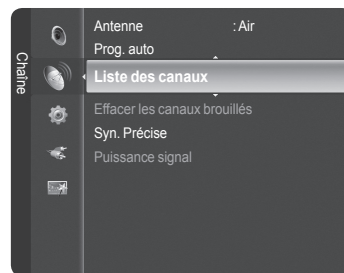 Chaîne
Antenne : Air
Prog. auto
Liste des canaux
Effacer les canaux brouillés
Syn. Précise
Puissance signal